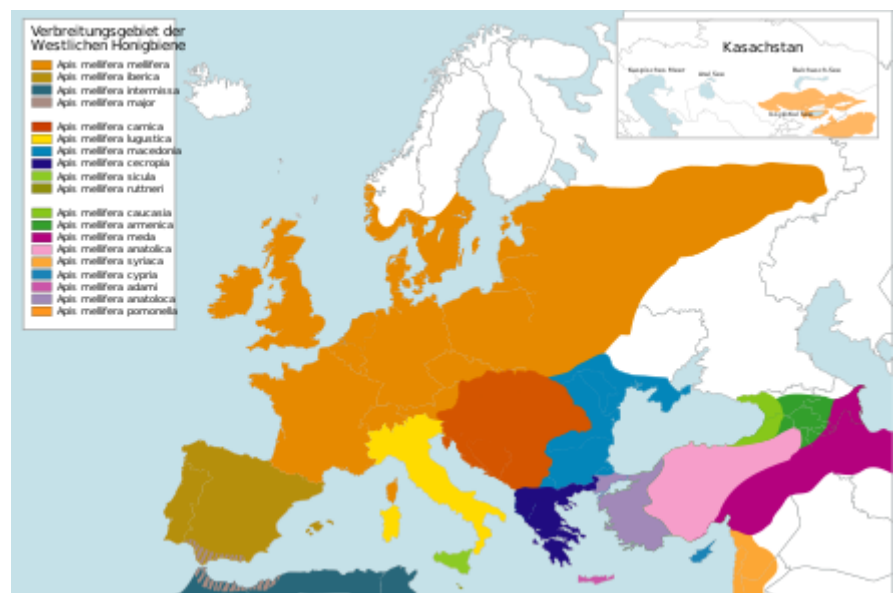 Verbreitungsgebiet der
Westlichen Honigbiene
Apis mellifera mellifera
Apis mellifera iberica
Apis mellifera intermissa
Apis mellifera major
Apis mellifera carnica
Apis mellifera lugustica
Apis mellifera macedonia
Apis mellifera cecropia
Apis mellifera sicula
Apis mellifera ruttneri
Apis mellifera caucasia
Apis mellifera armenica
Apis mellifera meda
Apis mellifera anatolica
Apis mellifera syriaca
Apis mellifera cypria
Apis mellifera adami
Apis mellifera anatoloca
Apis mellifera pomonella
Kasachstan
Kaspisches Meer
Aral See
Balchasch-See